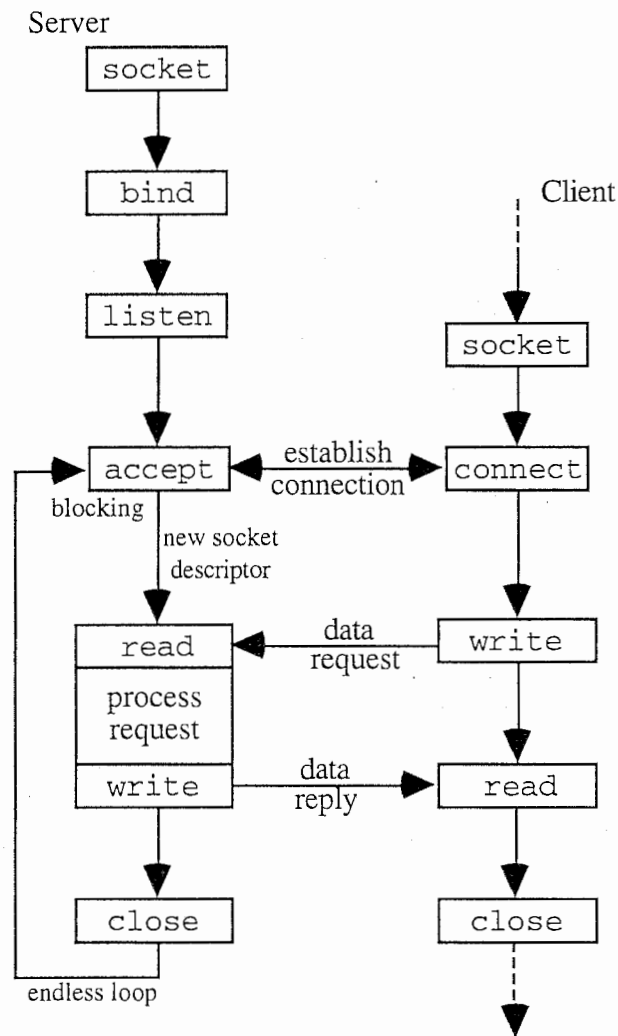 Server
socket
bind
Client
listen
socket
accept
establish
connection
connect
blocking
new socket
descriptor
read
data
request
write
process
request
write
data
reply
read
close
close
endless loop